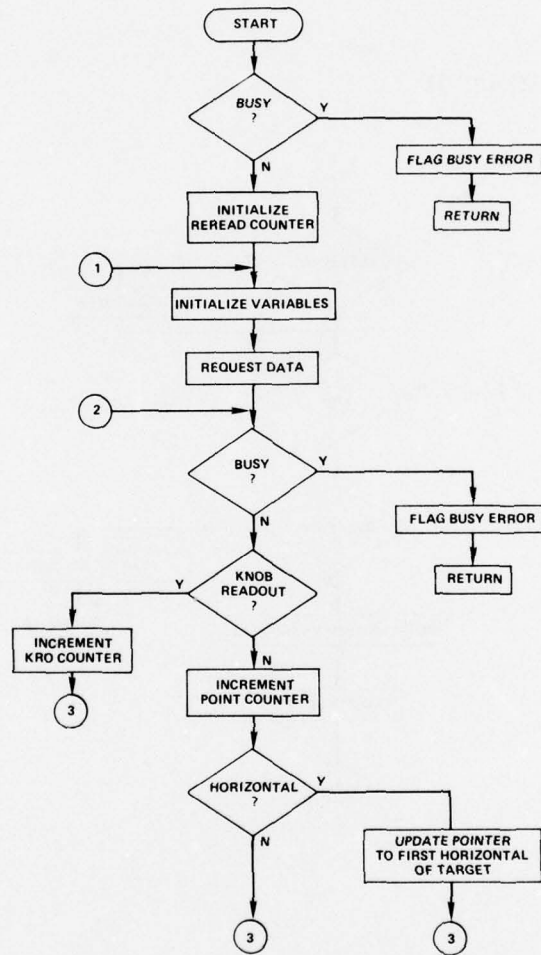 START
BUSY
?
Y
N
FLAG BUSY ERROR
RETURN
INITIALIZE
REREAD COUNTER
1
INITIALIZE VARIABLES
REQUEST DATA
2
BUSY
?
Y
N
FLAG BUSY ERROR
RETURN
KNOB
READOUT
?
Y
N
INCREMENT
KRO COUNTER
3
INCREMENT
POINT COUNTER
HORIZONTAL
?
Y
N
UPDATE POINTER
TO FIRST HORIZONTAL
OF TARGET
3
3